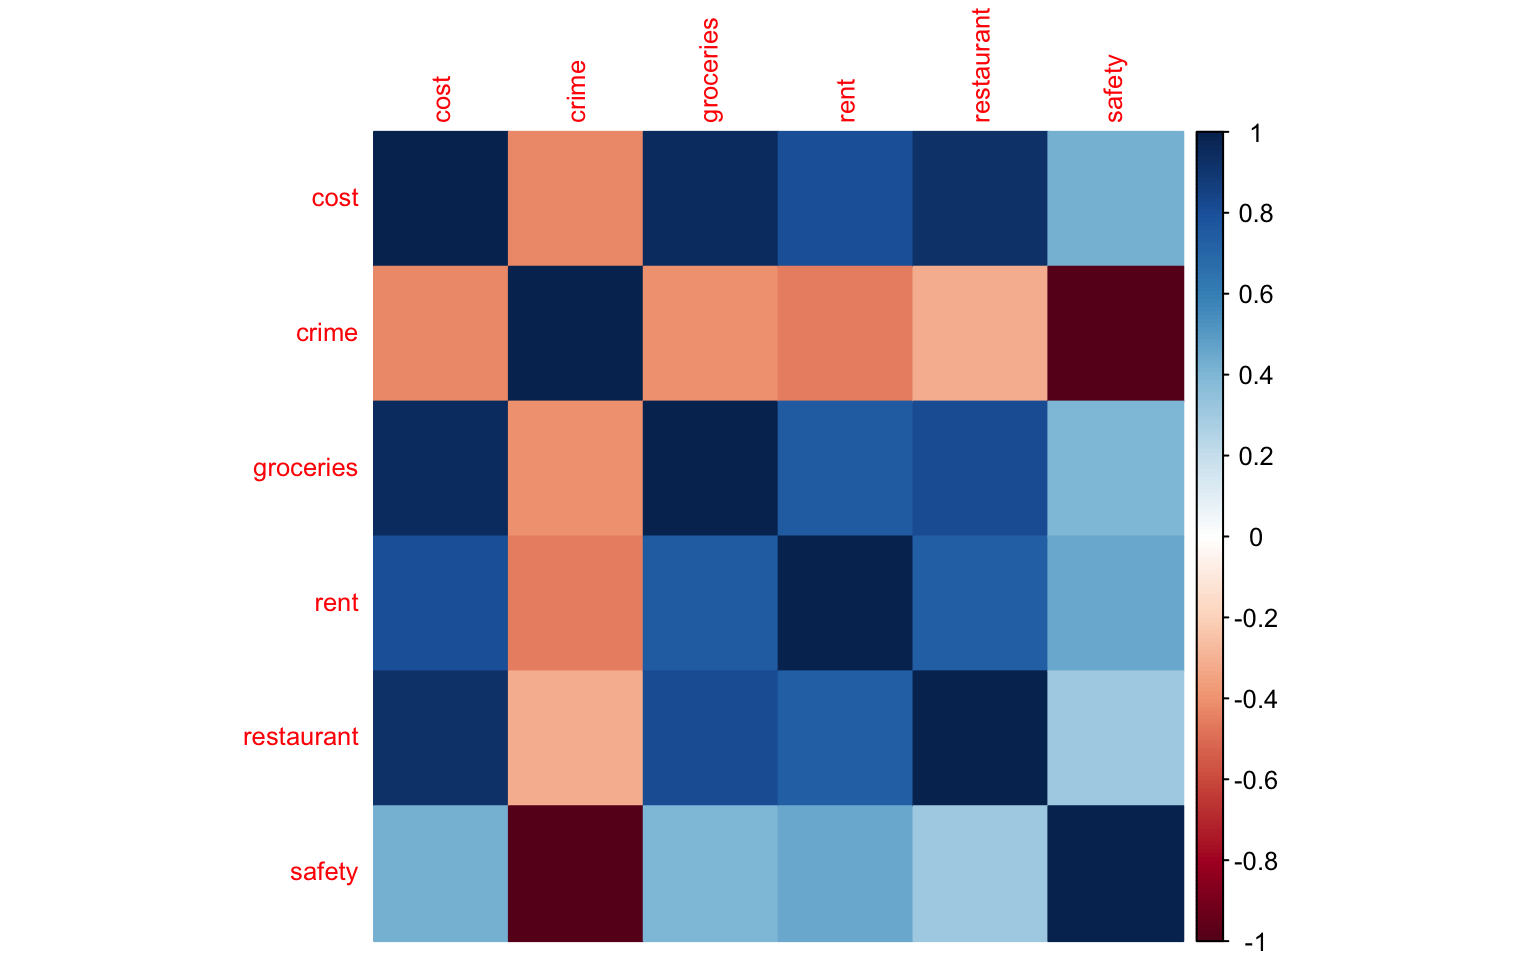 cost
crime
groceries
rent
restaurant
safety
cost
crime
groceries
rent
restaurant
safety
1
0.8
0.6
0.4
0.2
0
-0.2
-0.4
-0.6
-0.8
-1